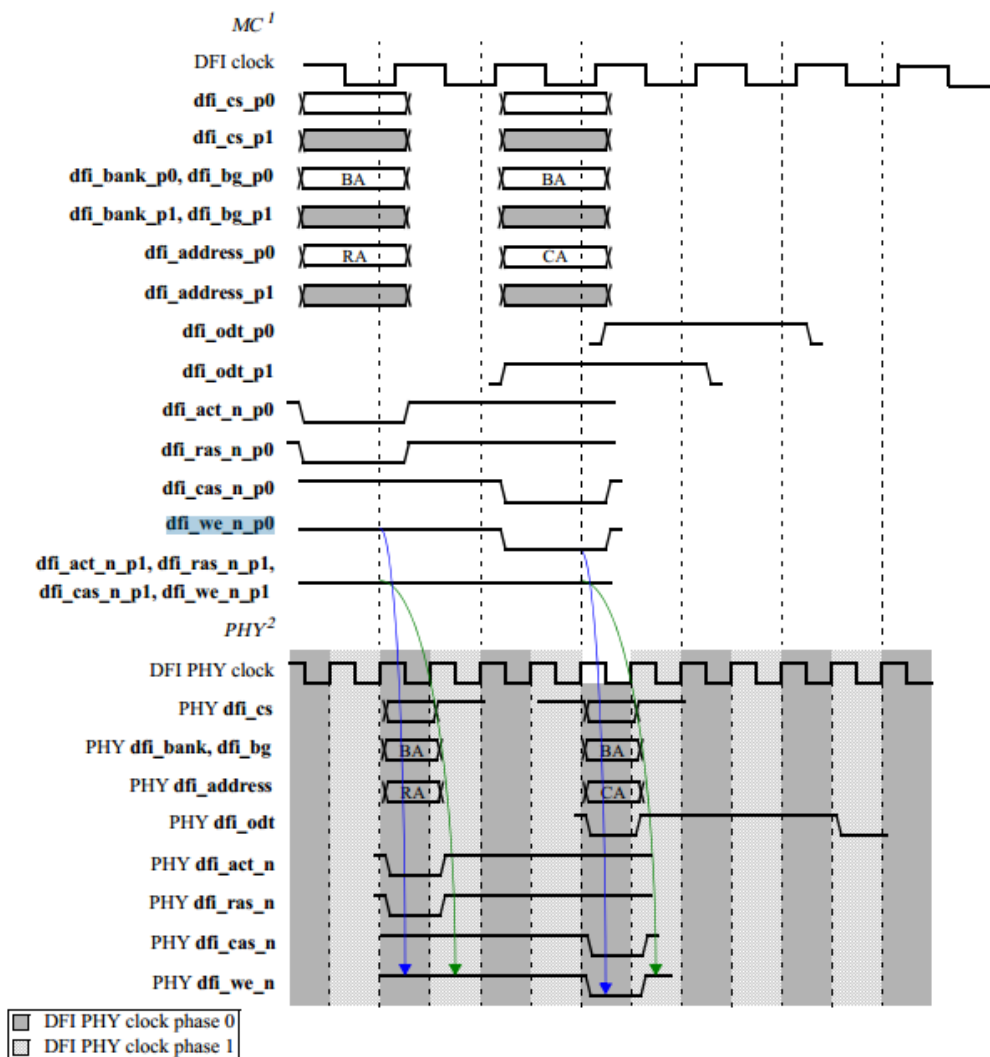 MC 1
DFI clock
dfi_cs_p0
dfi_cs_p1
dfi_bank_p0, dfi_bg_p0
BA
BA
dfi_bank_p1, dfi_bg_p1
dfi_address_p0
RA
CA
dfi_address_p1
dfi_odt_p0
dfi_odt_p1
dfi_act_n_p0
dfi_ras_n_p0
dfi_cas_n_p0
dfi_we_n_p0
dfi_act_n_p1, dfi_ras_n_p1,
dfi_cas_n_p1, dfi_we_n_p1
PHY2
DFI PHY clock
PHY dfi_cs
PHY dfi_bank, dfi_bg
BA
BA
PHY dfi_address
RA
CA
PHY dfi_odt
PHY dfi_act_n
PHY dfi_ras_n
PHY dfi_cas_n
PHY dfi_we_n
DFI PHY clock phase 0
DFI PHY clock phase 1